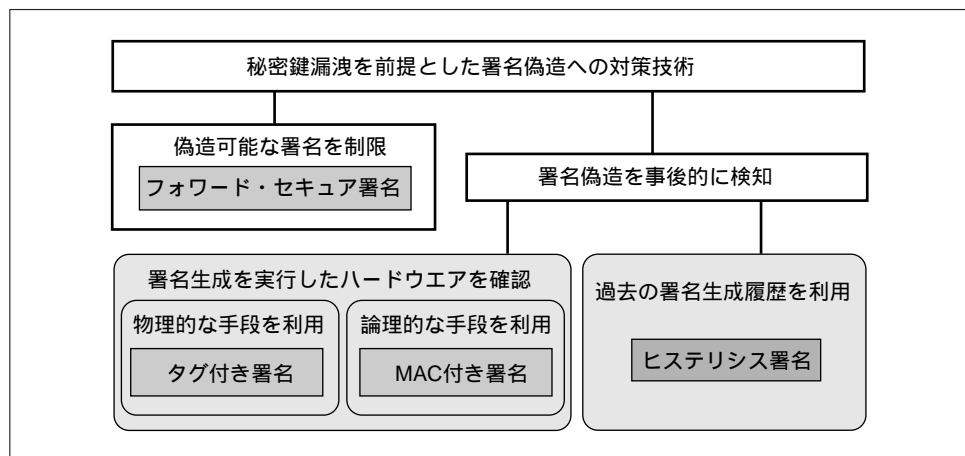 秘密鍵漏洩を前提とした署名偽造への対策技術
偽造可能な署名を制限
フォワード・セキュア署名
署名偽造を事後的に検知
署名生成を実行したハードウエアを確認
物理的な手段を利用
論理的な手段を利用
タグ付き署名
MAC付き署名
過去の署名生成履歴を利用
ヒステリシス署名